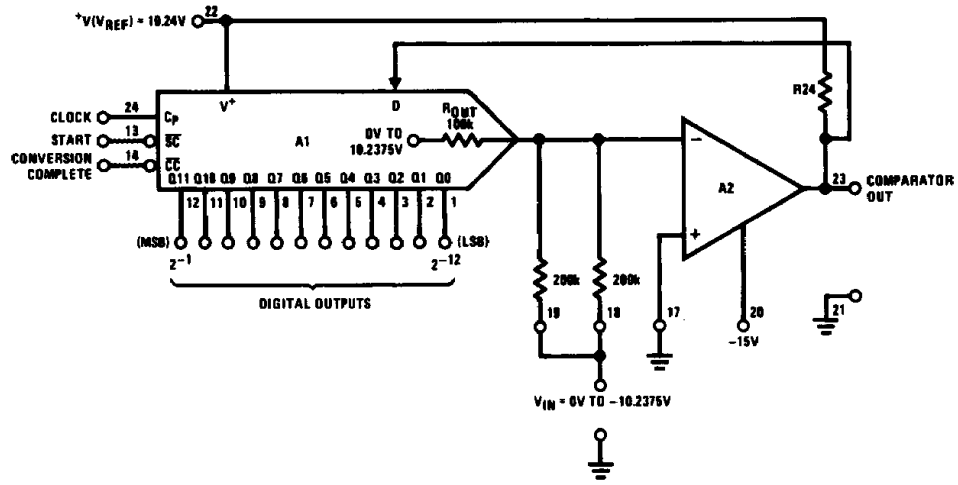 +V(VREF) = 10.24V
22
CLOCK
24
CP
V+
D
START
13
SC
A1
0V TO
10.2375V
ROUT
100k
R24
CONVERSION
COMPLETE
14
CC
Q11 Q10 Q9 Q8 Q7 Q6 Q5 Q4 Q3 Q2 Q1 Q0
12 11 10 9 8 7 6 5 4 3 2 1
(MSB)
(LSB)
2-1
2-12
DIGITAL OUTPUTS
200k
200k
19
18
VIN = 0V TO -10.2375V
-
+
A2
17
20
-15V
23
COMPARATOR
OUT
21